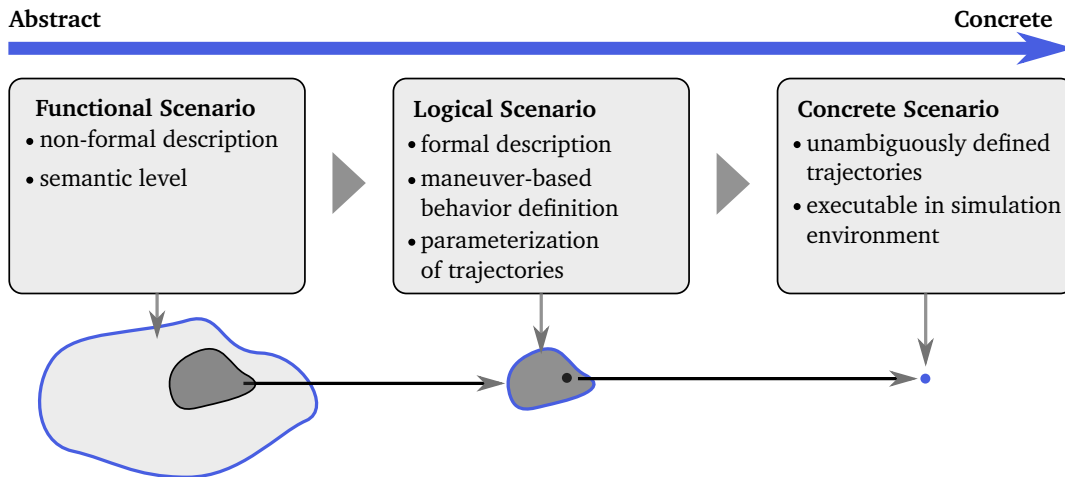 Abstract
Concrete
Functional Scenario
• non-formal description
• semantic level
Logical Scenario
• formal description
• maneuver-based
behavior definition
• parameterization
of trajectories
Concrete Scenario
• unambiguously defined
trajectories
• executable in simulation
environment